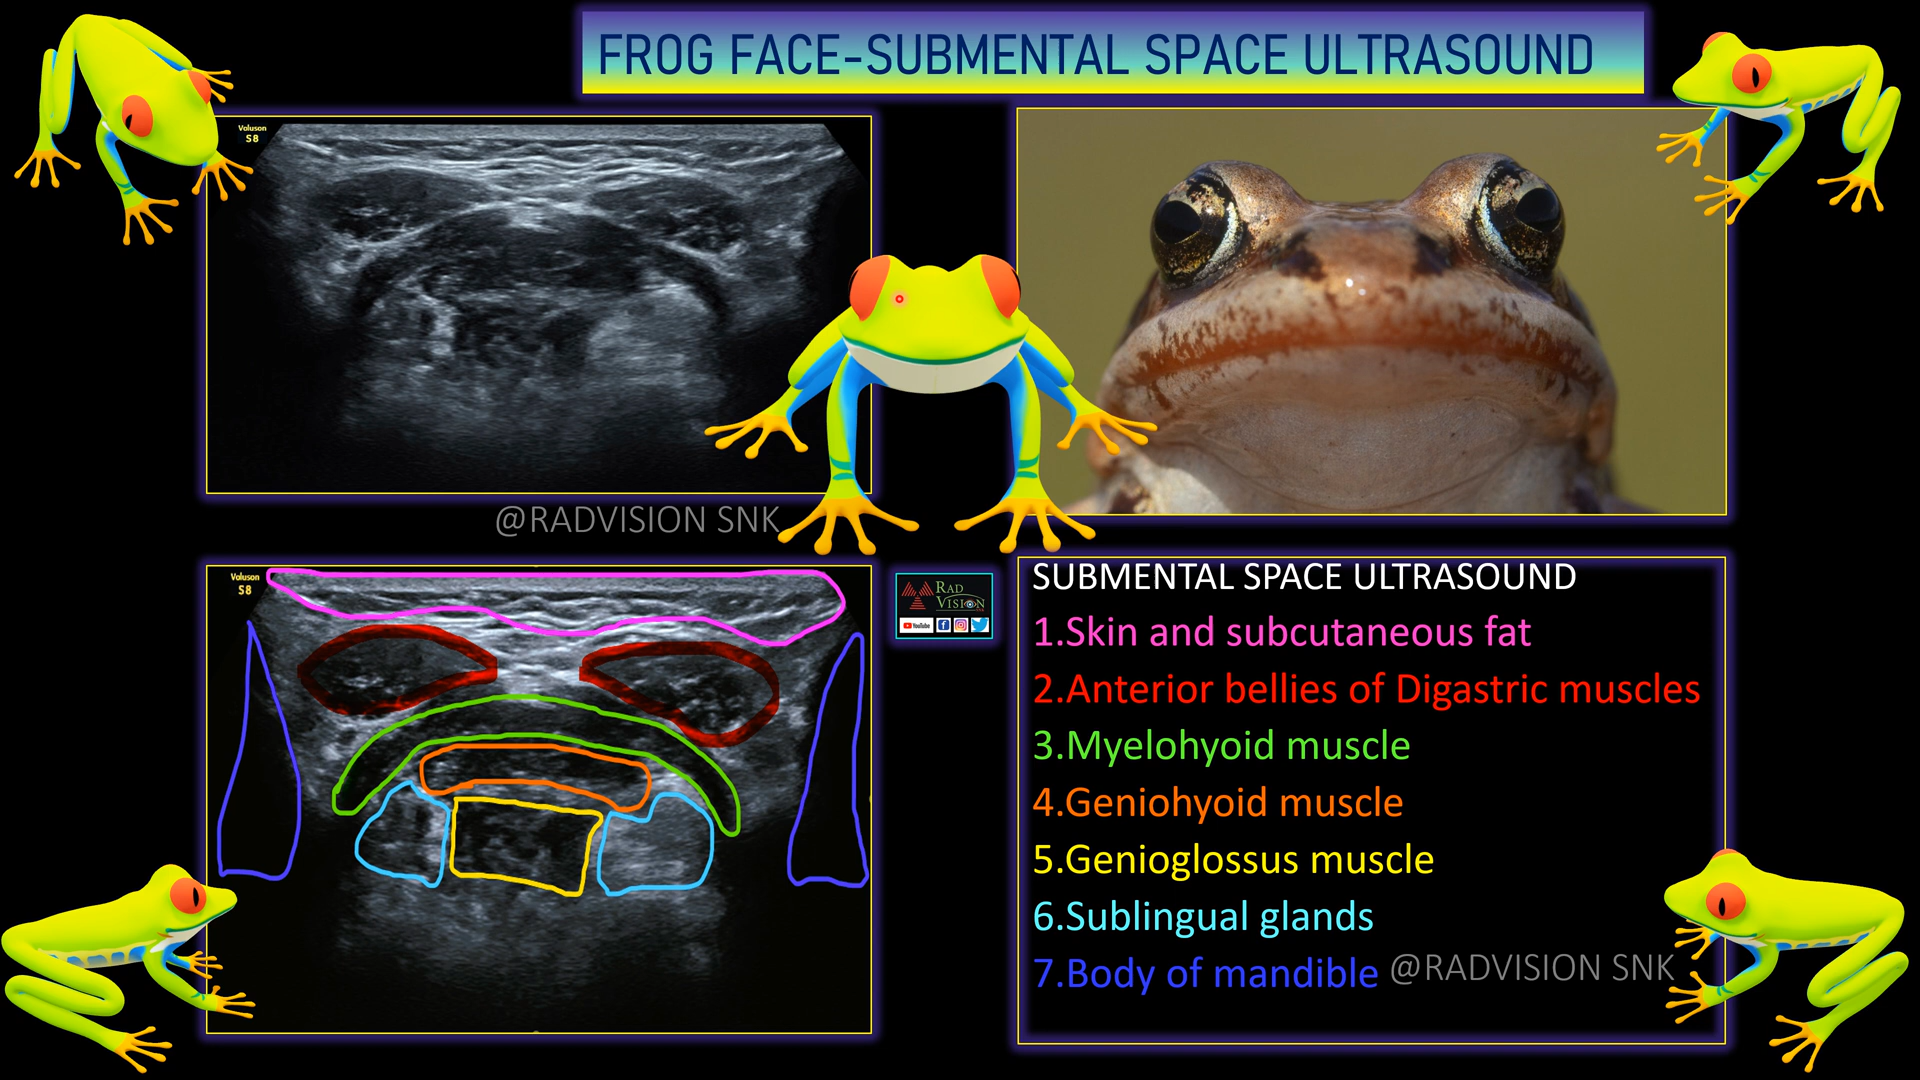 FROG FACE-SUBMENTAL SPACE ULTRASOUND
Voluson
S8
@RADVISION SNK
Voluson
S8
RAD
VISION
YouTube
SUBMENTAL SPACE ULTRASOUND
1.Skin and subcutaneous fat
2.Anterior bellies of Digastric muscles
3.Myelohyoid muscle
4.Geniohyoid muscle
5.Genioglossus muscle
6.Sublingual glands
7.Body of mandible
@RADVISION SNK